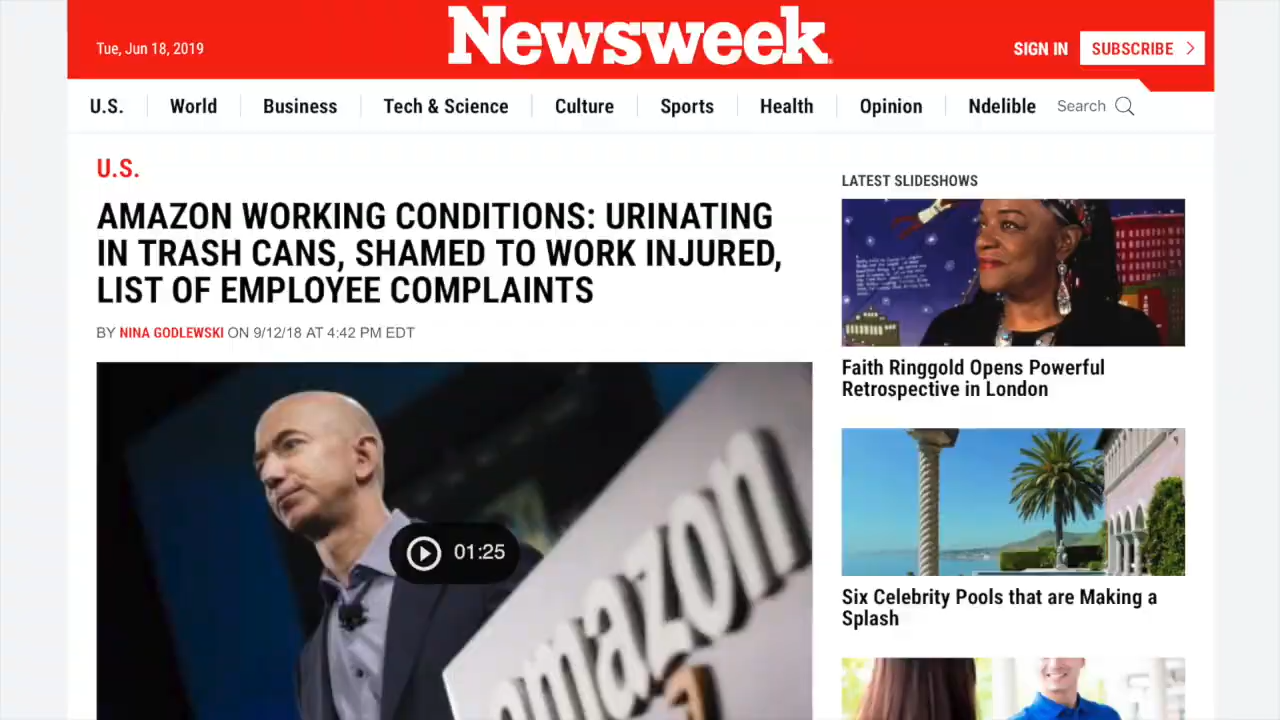 Tue, Jun 18, 2019
Newsweek
SIGN IN
SUBSCRIBE
U.S.
World
Business
Tech & Science
Culture
Sports
Health
Opinion
Ndelible
Search
U.S.
AMAZON WORKING CONDITIONS: URINATING
IN TRASH CANS, SHAMED TO WORK INJURED,
LIST OF EMPLOYEE COMPLAINTS
BY NINA GODLEWSKI ON 9/12/18 AT 4:42 PM EDT
01:25
amazon
LATEST SLIDESHOWS
Faith Ringgold Opens Powerful
Retrospective in London
Six Celebrity Pools that are Making a
Splash